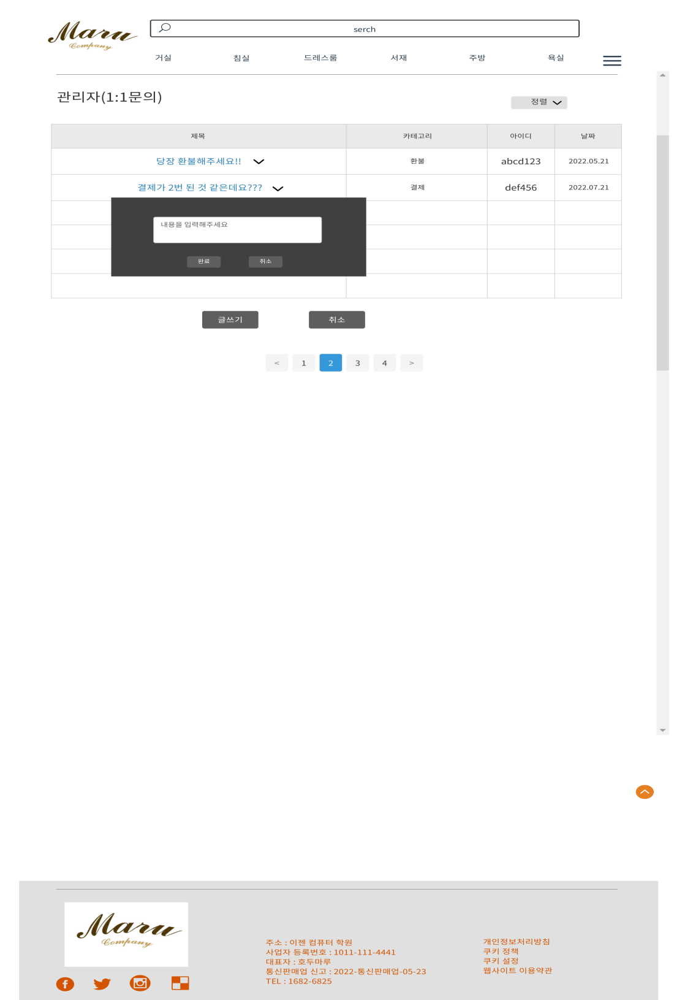 Maru
Company
serch
거실 침실 드레스룸 서재 주방 욕실
관리자(1:1문의)
정렬
제목 카테고리 아이디 날짜
당장 환불해주세요!! 환불 abcd123 2022.05.21
결제가 2번 된 것 같은데요??? 결제 def456 2022.07.21
내용을 입력해주세요
완료 취소
글쓰기 취소
< 1 2 3 4 >
Maru
Company
주소 : 이젠 컴퓨터 학원
사업자 등록번호 : 1011-111-4441
대표자 : 호두마루
통신판매업 신고 : 2022-통신판매업-05-23
TEL : 1682-6825
개인정보처리방침
쿠키 정책
쿠키 설정
웹사이트 이용약관